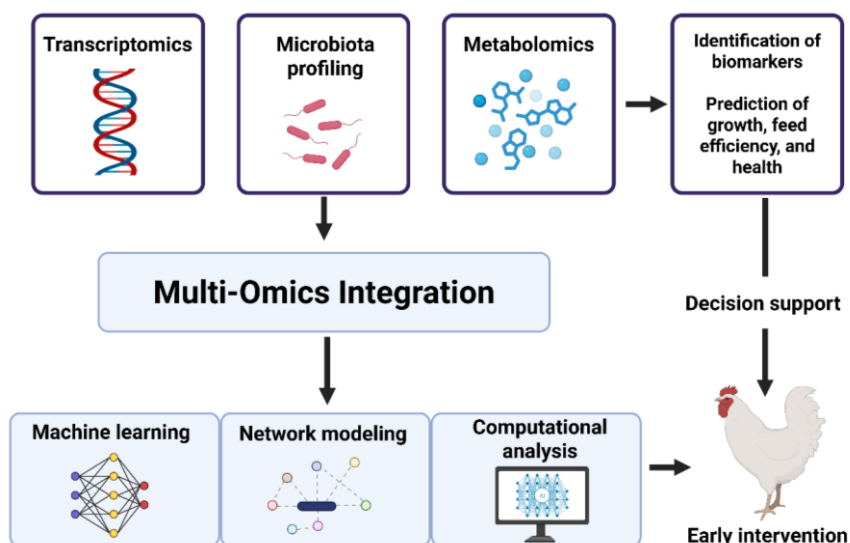 Transcriptomics
Microbiota
profiling
Metabolomics
Identification of
biomarkers
Prediction of
growth, feed
efficiency, and
health
Multi-Omics Integration
Decision support
Machine learning
Network modeling
Computational
analysis
AI
Early intervention